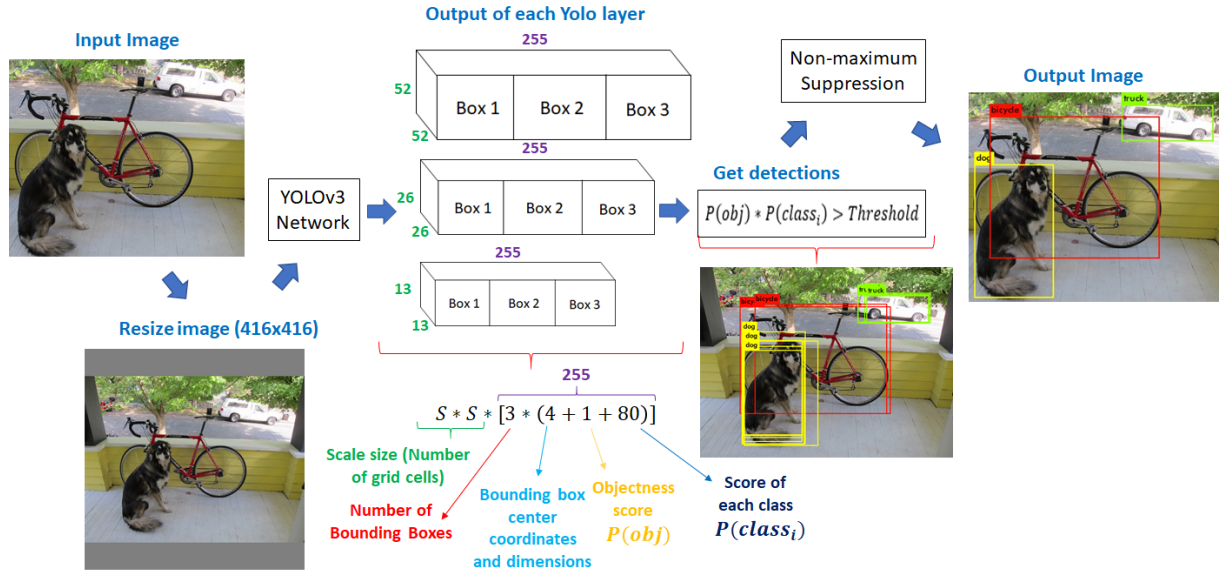 Input Image
Resize image (416x416)
YOLOv3
Network
Output of each Yolo layer
255
52
52
Box 1
Box 2
Box 3
255
26
26
Box 1
Box 2
Box 3
255
13
13
Box 1
Box 2
Box 3
255
S * S * [3 * (4 + 1 + 80)]
Scale size (Number
of grid cells)
Number of
Bounding Boxes
Bounding box
center
coordinates
and dimensions
Objectness
score
P(obj)
Score of
each class
P(classᵢ)
Get detections
P(obj) * P(classᵢ) > Threshold
bicycle
truck
dog
dog
dog
Non-maximum
Suppression
Output Image
bicycle
truck
dog